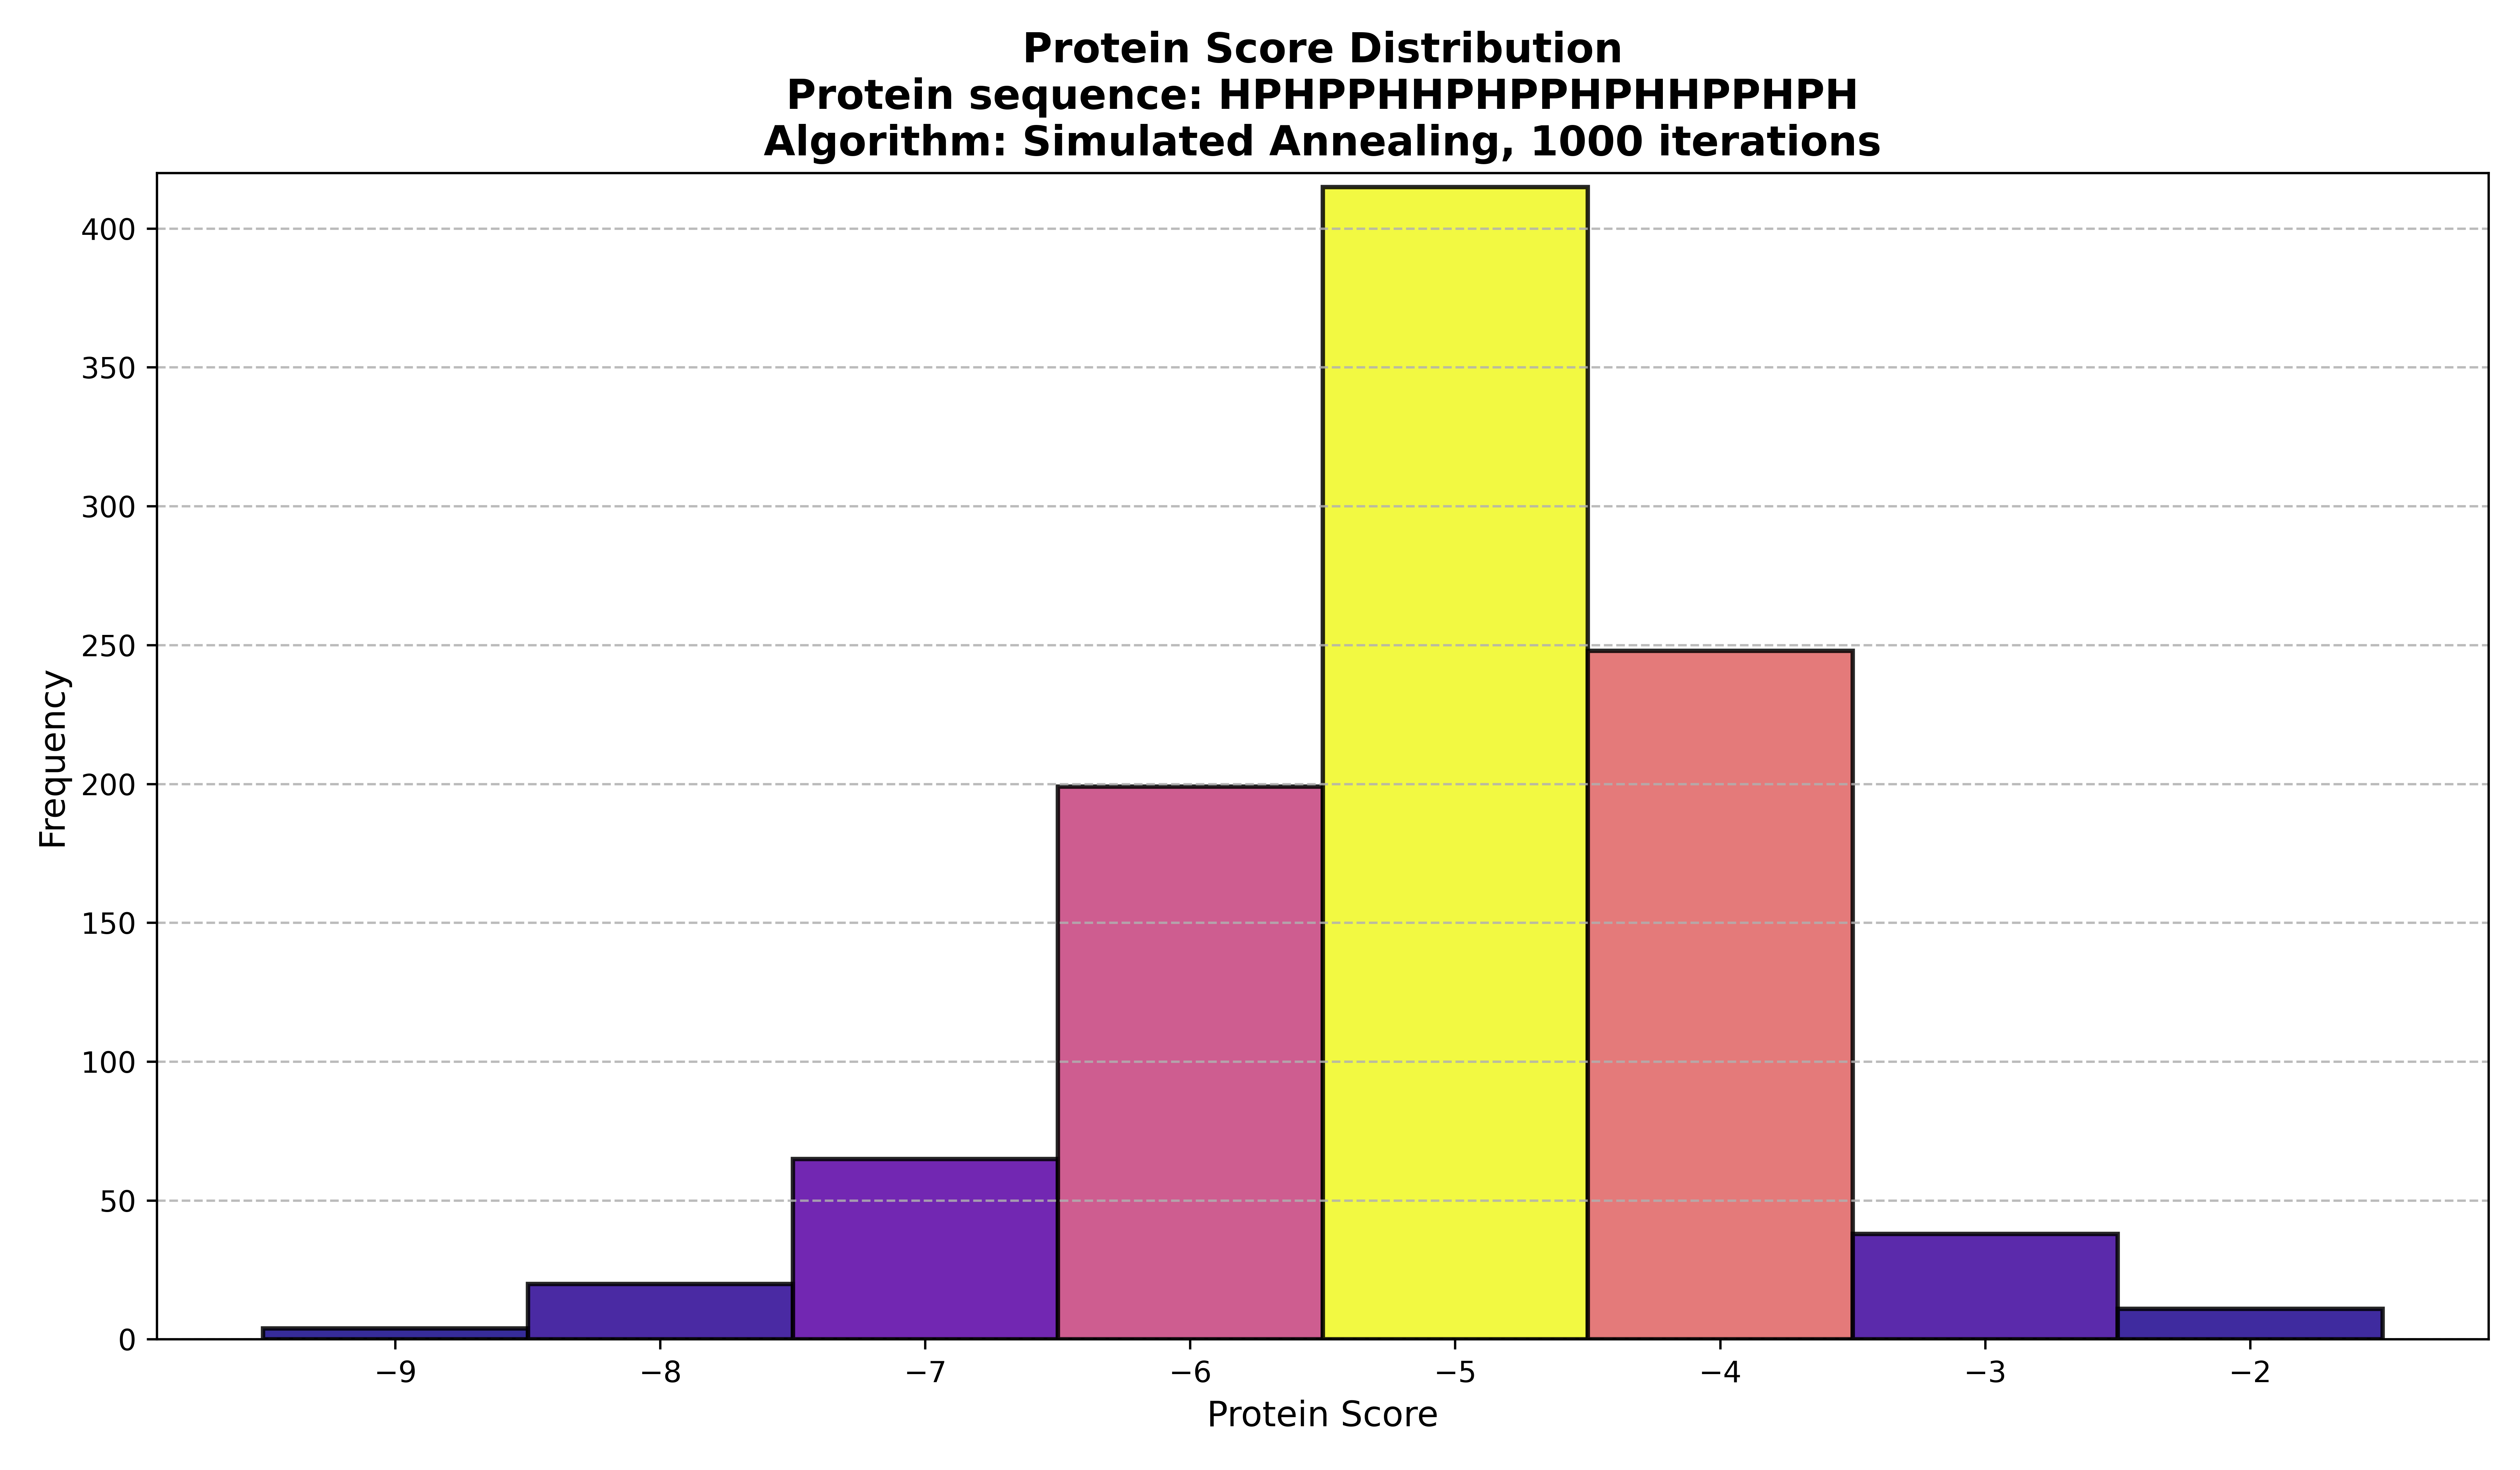 Protein Score Distribution
Protein sequence: HPHPPHHPHPPHPHHPPHPH
Algorithm: Simulated Annealing, 1000 iterations
400
350
300
250
200
150
100
50
0
Frequency
−9 −8 −7 −6 −5 −4 −3 −2
Protein Score